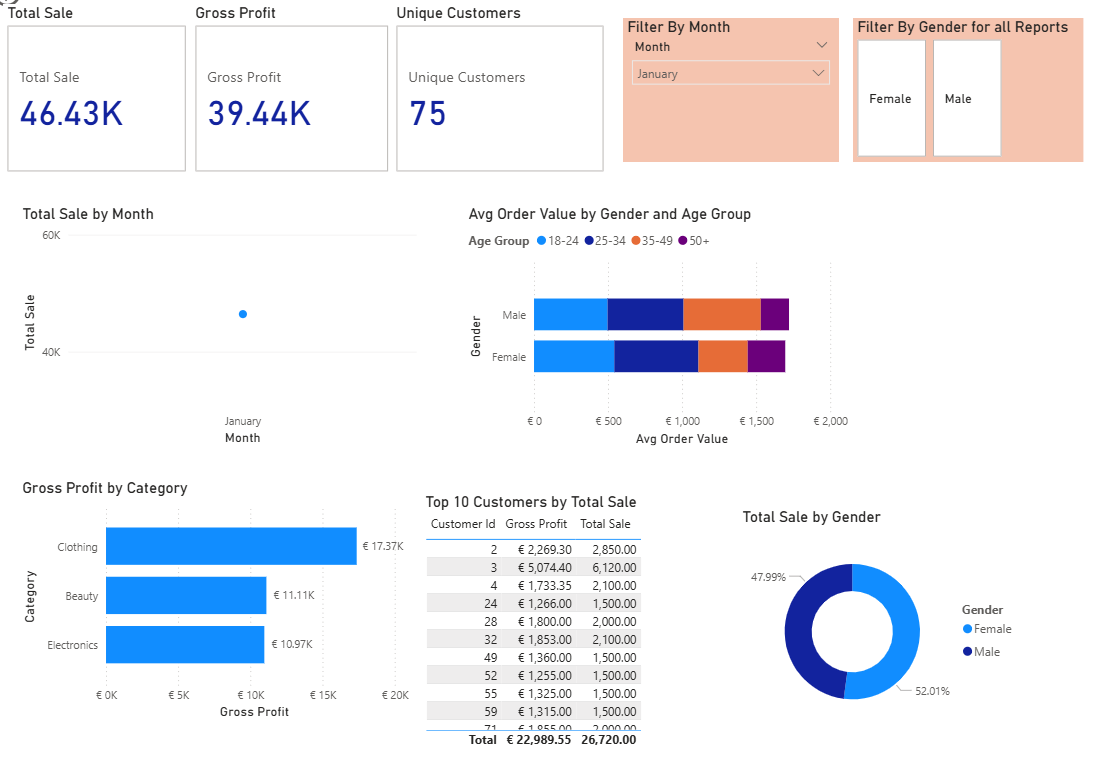 Total Sale
Total Sale
46.43K
Gross Profit
Gross Profit
39.44K
Unique Customers
Unique Customers
75
Filter By Month
Month
January
Filter By Gender for all Reports
Female
Male
Total Sale by Month
60K
40K
Total Sale
January
Month
Avg Order Value by Gender and Age Group
Age Group 18-24 25-34 35-49 50+
Gender
Male
Female
€ 0 € 500 € 1,000 € 1,500 € 2,000
Avg Order Value
Gross Profit by Category
Category
Clothing € 17.37K
Beauty € 11.11K
Electronics € 10.97K
€ 0K € 5K € 10K € 15K € 20K
Gross Profit
Top 10 Customers by Total Sale
Customer Id Gross Profit Total Sale
2 € 2,269.30 2,850.00
3 € 5,074.40 6,120.00
4 € 1,733.35 2,100.00
24 € 1,266.00 1,500.00
28 € 1,800.00 2,000.00
32 € 1,853.00 2,100.00
49 € 1,360.00 1,500.00
52 € 1,255.00 1,500.00
55 € 1,325.00 1,500.00
59 € 1,315.00 1,500.00
71 € 1,855.00 2,000.00
Total € 22,989.55 26,720.00
Total Sale by Gender
47.99%
52.01%
Gender
Female
Male